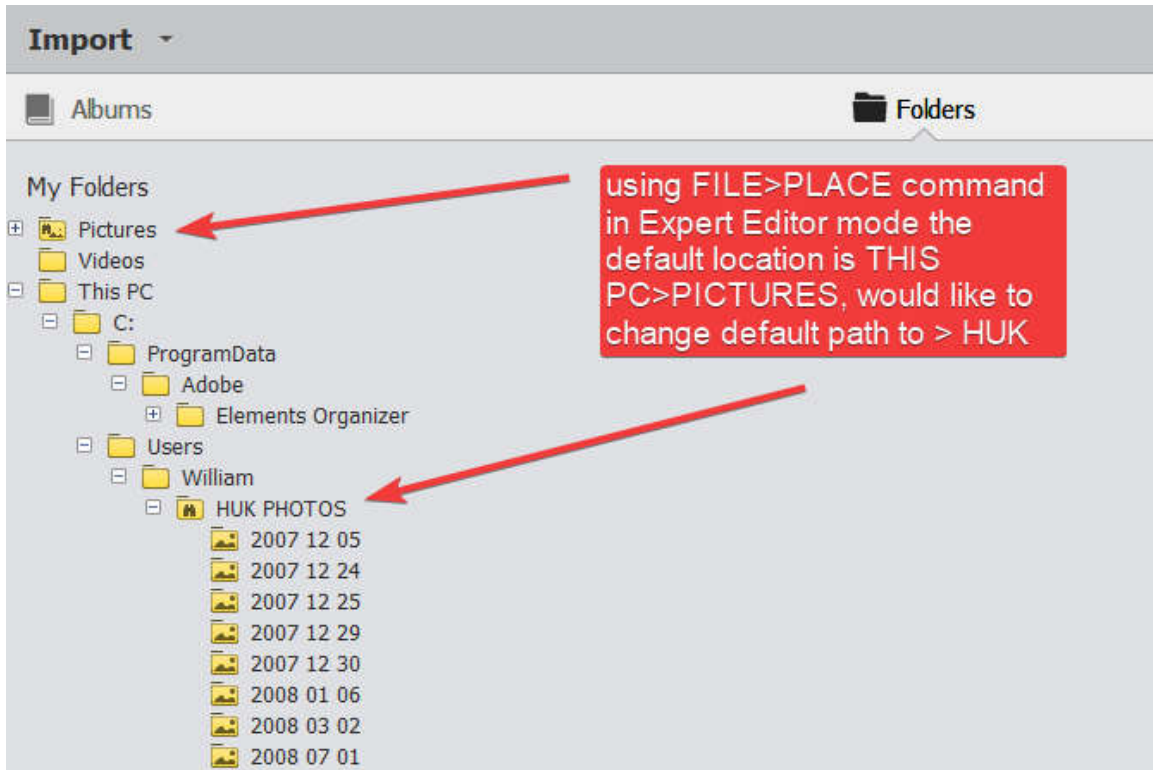 Import
Albums
Folders
My Folders
Pictures
Videos
This PC
C:
ProgramData
Adobe
Elements Organizer
Users
William
HUK PHOTOS
2007 12 05
2007 12 24
2007 12 25
2007 12 29
2007 12 30
2008 01 06
2008 03 02
2008 07 01
using FILE>PLACE command
in Expert Editor mode the
default location is THIS
PC>PICTURES, would like to
change default path to > HUK